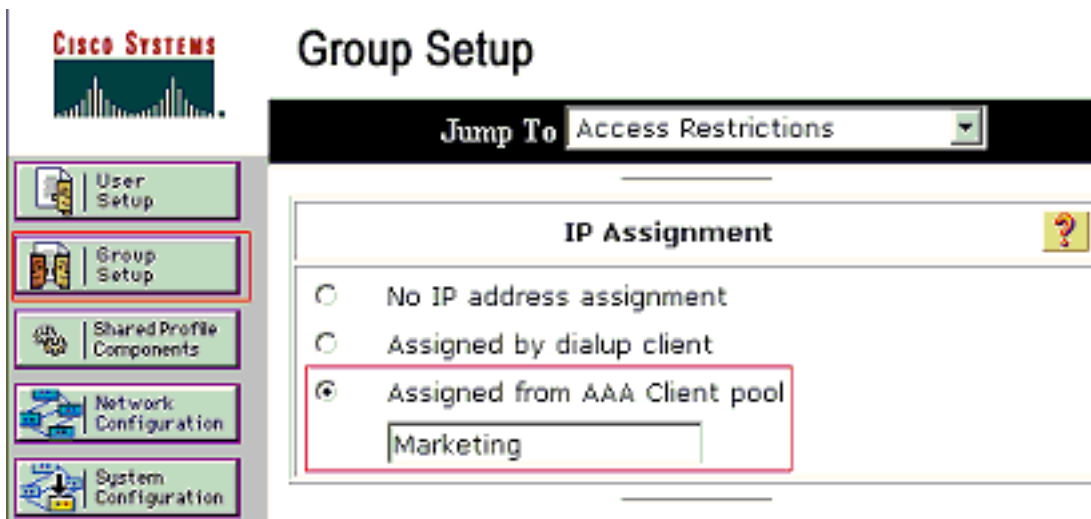 CISCO SYSTEMS
Group Setup
Jump To Access Restrictions
User
Setup
Group
Setup
Shared Profile
Components
Network
Configuration
System
Configuration
IP Assignment
?
No IP address assignment
Assigned by dialup client
Assigned from AAA Client pool
Marketing